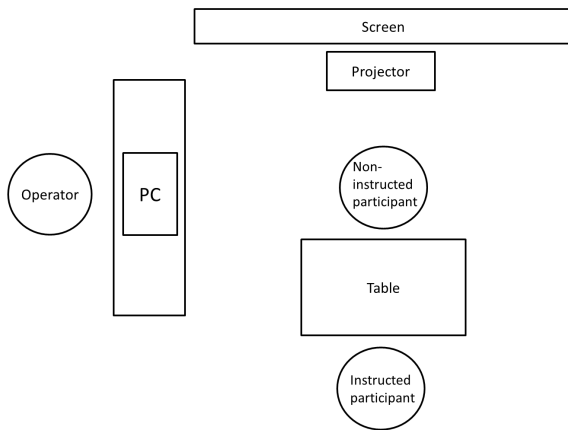 Screen
Projector
Operator
PC
Non-
instructed
participant
Table
Instructed
participant